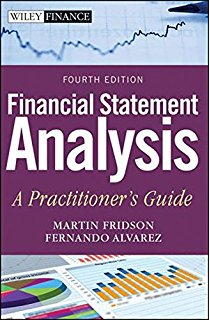 WILEY FINANCE
FOURTH EDITION
Financial Statement
Analysis
A Practitioner's Guide
MARTIN FRIDSON
FERNANDO ALVAREZ